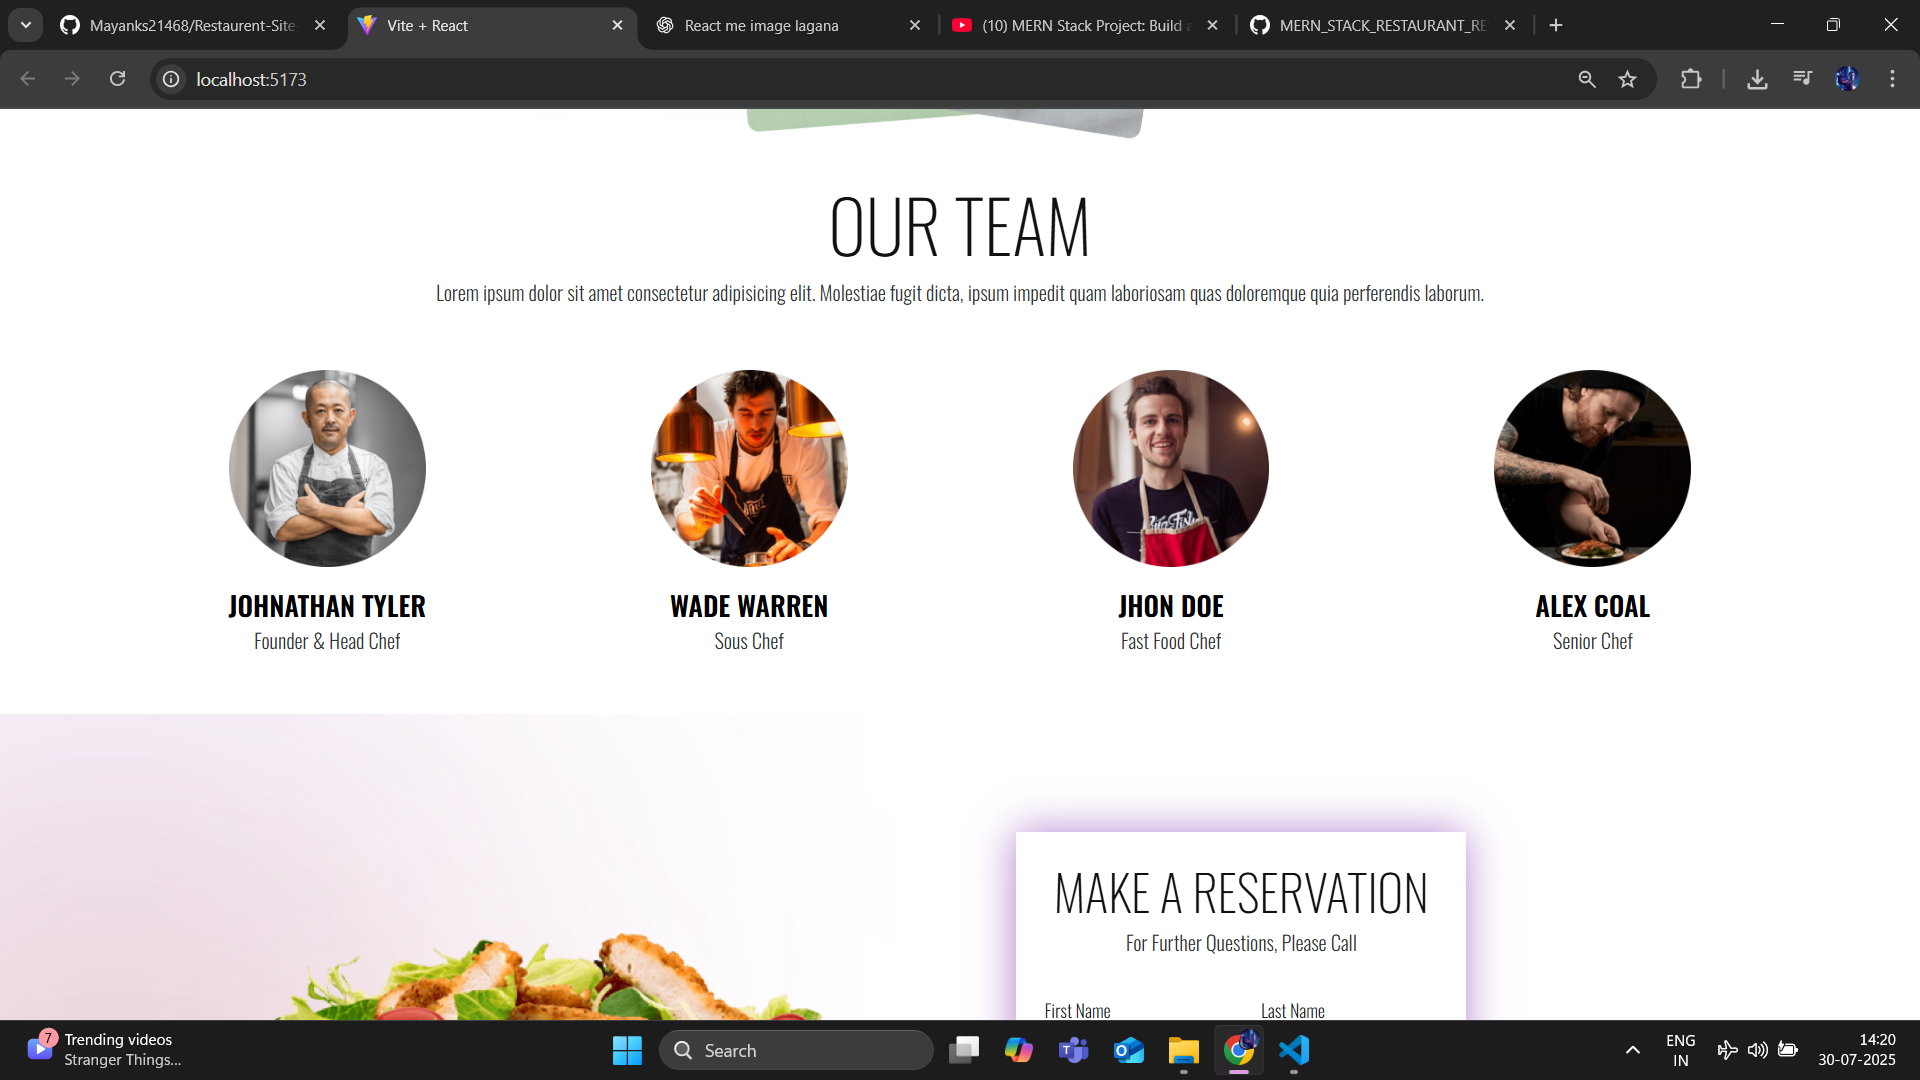 Mayanks21468/Restaurent-Site-
Vite + React
React me image lagana
(10) MERN Stack Project: Build a
MERN_STACK_RESTAURANT_RE
localhost:5173
OUR TEAM
Lorem ipsum dolor sit amet consectetur adipisicing elit. Molestiae fugit dicta, ipsum impedit quam laboriosam quas doloremque quia perferendis laborum.
JOHNATHAN TYLER
Founder & Head Chef
WADE WARREN
Sous Chef
JHON DOE
Fast Food Chef
ALEX COAL
Senior Chef
MAKE A RESERVATION
For Further Questions, Please Call
First Name
Last Name
7
Trending videos
Stranger Things...
Search
ENG
IN
14:20
30-07-2025